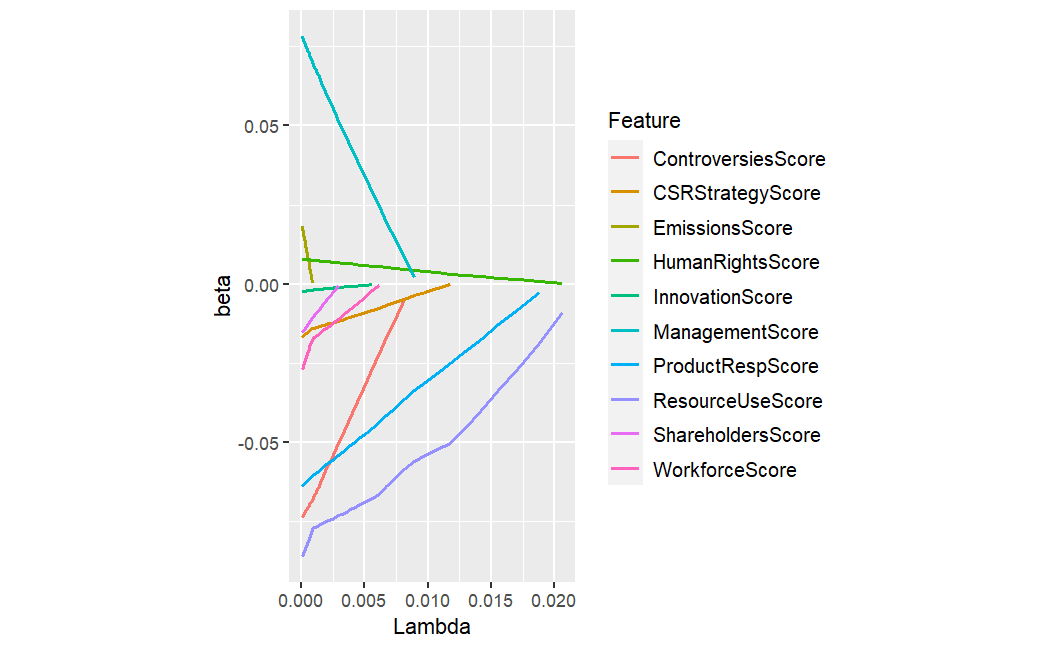 0.05
0.00
-0.05
beta
0.000 0.005 0.010 0.015 0.020
Lambda
Feature
ControversiesScore
CSRStrategyScore
EmissionsScore
HumanRightsScore
InnovationScore
ManagementScore
ProductRespScore
ResourceUseScore
ShareholdersScore
WorkforceScore